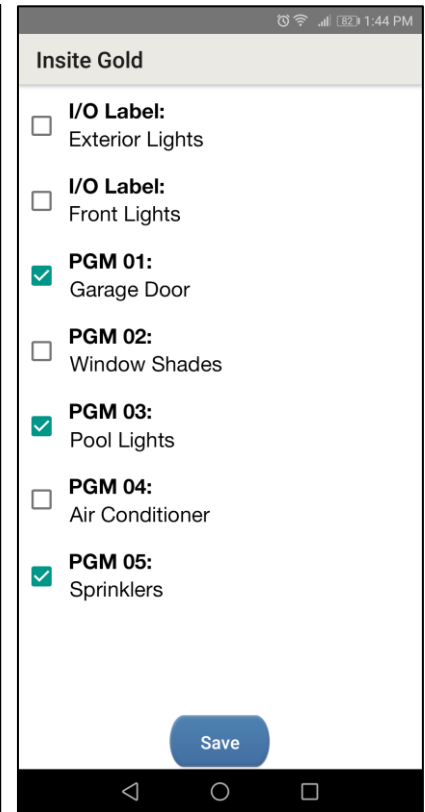 82 1:44 PM
Insite Gold
I/O Label:
Exterior Lights
I/O Label:
Front Lights
PGM 01:
Garage Door
PGM 02:
Window Shades
PGM 03:
Pool Lights
PGM 04:
Air Conditioner
PGM 05:
Sprinklers
Save